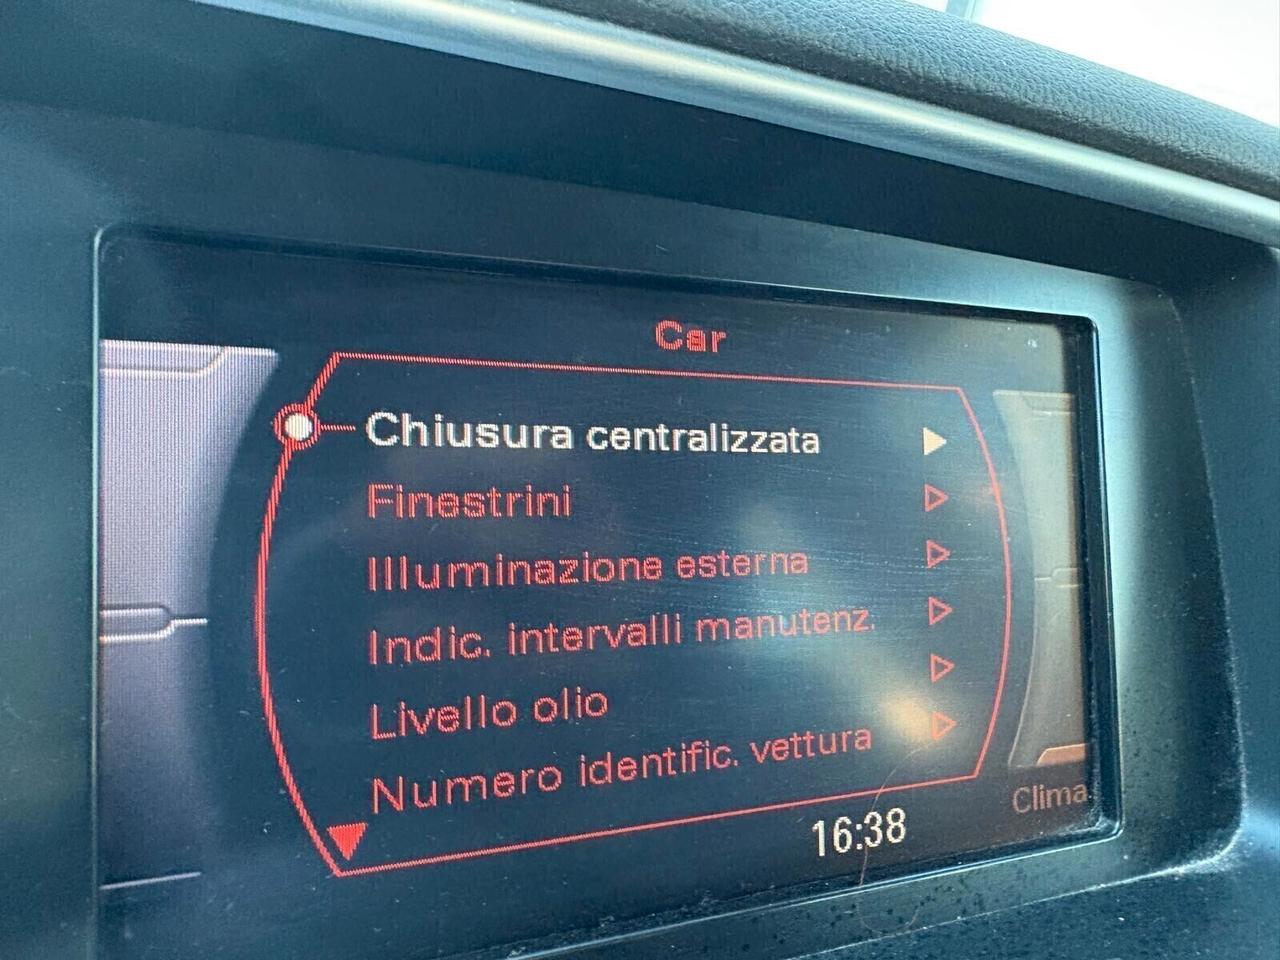 Car
Chiusura centralizzata
Finestrini
Illuminazione esterna
Indic. intervalli manutenz.
Livello olio
Numero identific. vettura
16:38
Clima